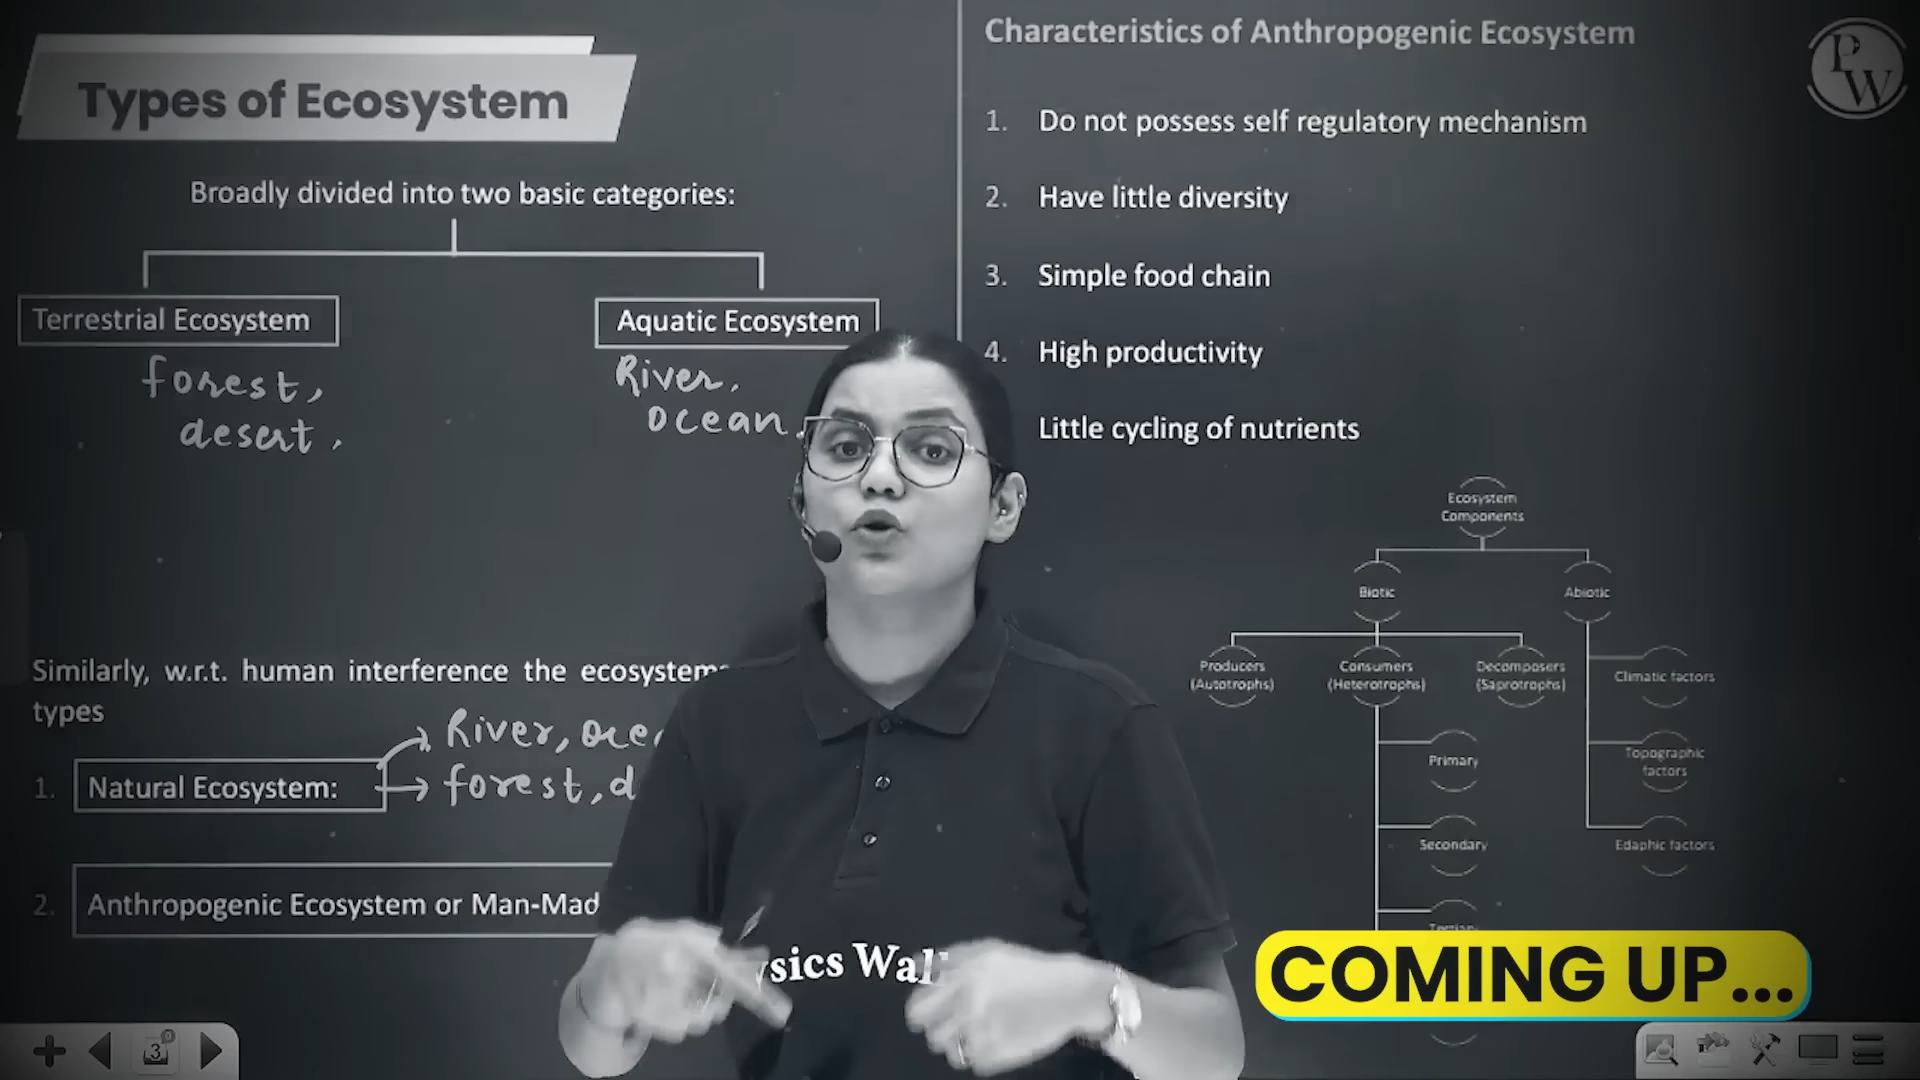 Types of Ecosystem
Broadly divided into two basic categories:
Terrestrial Ecosystem
Aquatic Ecosystem
forest,
desert,
River,
ocean,
Similarly, w.r.t. human interference the ecosystems
types
1. Natural Ecosystem:
River,
forest,
2. Anthropogenic Ecosystem or
Characteristics of Anthropogenic Ecosystem
1. Do not possess self regulatory mechanism
2. Have little diversity
3. Simple food chain
4. High productivity
Little cycling of nutrients
Ecosystem
Components
Biotic
Abiotic
Producers
(Autotrophs)
Consumers
(Heterotrophs)
Decomposers
(Saprotrophs)
Climatic factors
Primary
Topographic
factors
Secondary
Edaphic factors
COMING UP...
PW
3
0